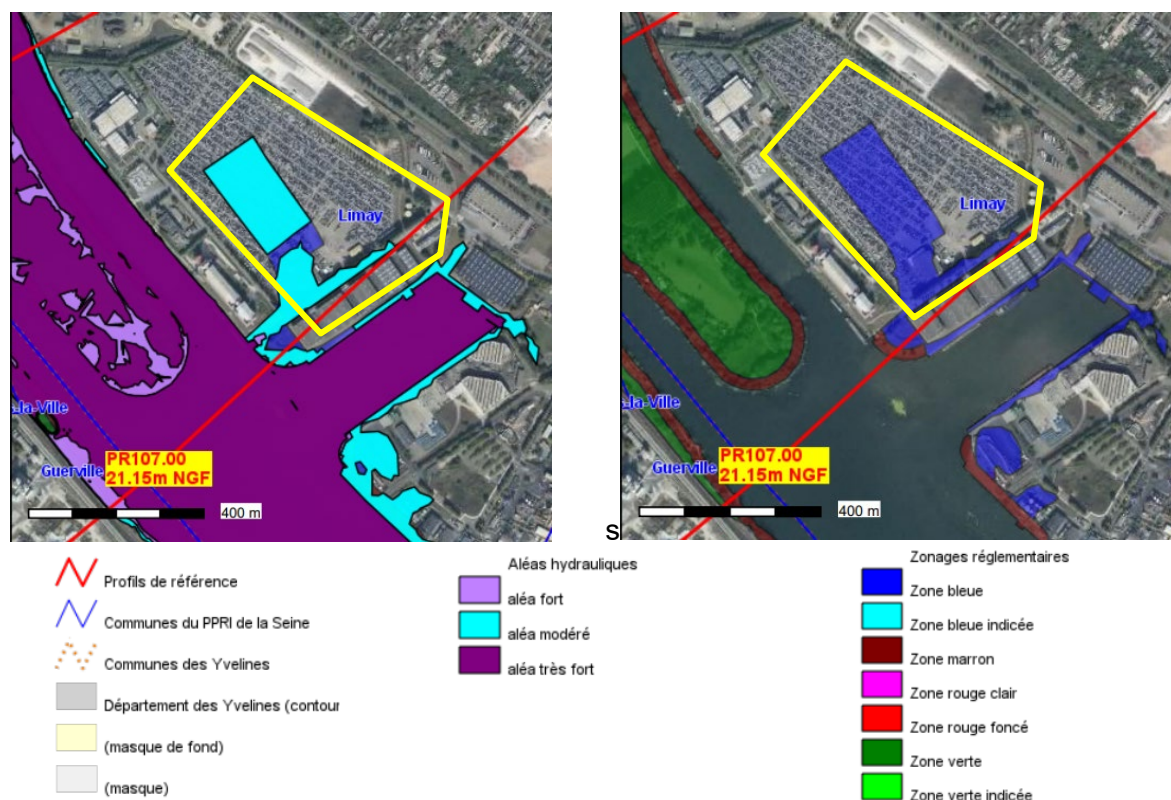 Limay
la-Ville
Guerville
PR107.00
21.15m NGF
400 m
Limay
la-Ville
Guerville
PR107.00
21.15m NGF
400 m
s
Profils de référence
Communes du PPRI de la Seine
Communes des Yvelines
Département des Yvelines (contour
(masque de fond)
(masque)
Aléas hydrauliques
aléa fort
aléa modéré
aléa très fort
Zonages réglementaires
Zone bleue
Zone bleue indicée
Zone marron
Zone rouge clair
Zone rouge foncé
Zone verte
Zone verte indicée